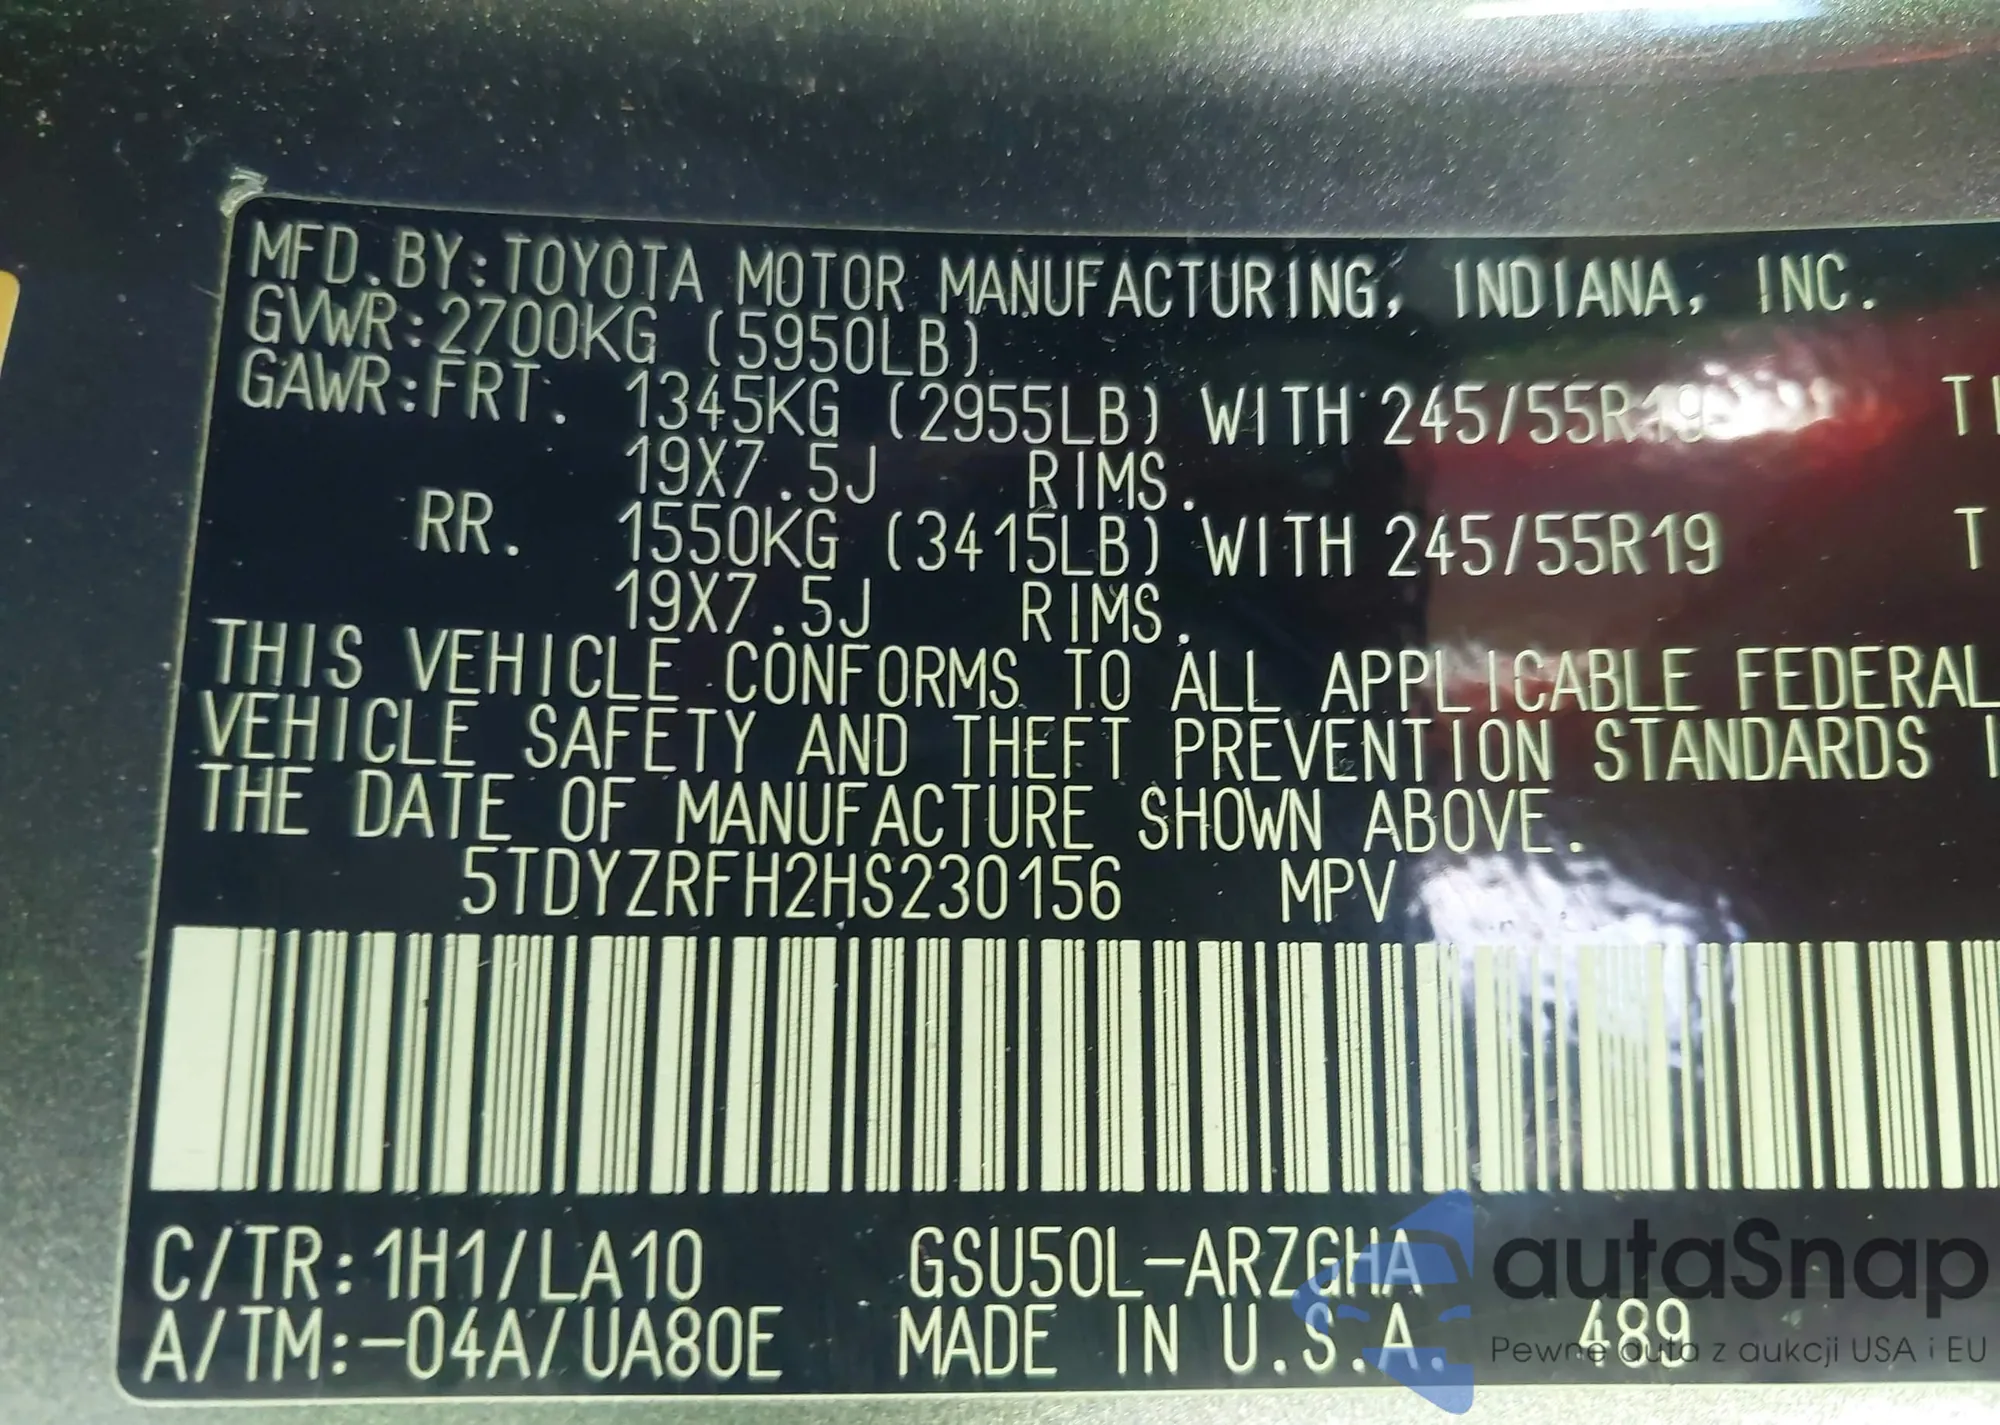 MFD.BY:TOYOTA MOTOR MANUFACTURING, INDIANA, INC.
GVWR:2700KG (5950LB)
GAWR:FRT. 1345KG (2955LB) WITH 245/55R19
19X7.5J RIMS.
RR. 1550KG (3415LB) WITH 245/55R19
19X7.5J RIMS.
THIS VEHICLE CONFORMS TO ALL APPLICABLE FEDERAL
VEHICLE SAFETY AND THEFT PREVENTION STANDARDS
THE DATE OF MANUFACTURE SHOWN ABOVE.
5TDYZRFH2HS230156 MPV
C/TR:1H1/LA10 GSU50L-ARZGHA
A/TM:-04A/UA80E MADE IN U.S.A. 489
autaSnap
Pewne auta z aukcji USA i EU